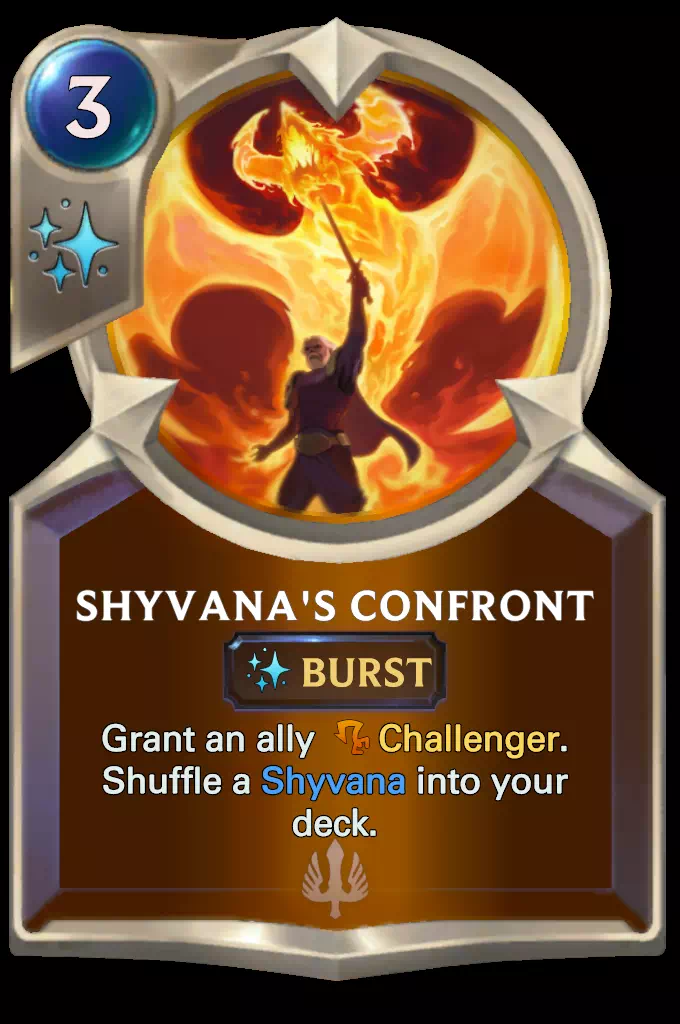 3
SHYVANA'S CONFRONT
BURST
Grant an ally Challenger.
Shuffle a Shyvana into your
deck.